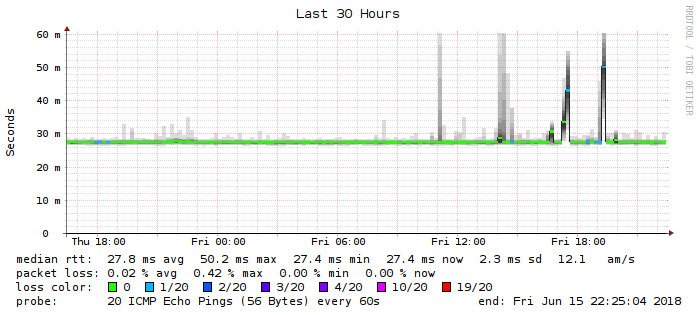 Last 30 Hours
RRDTOOL / TOBI OETIKER
Seconds
60 m
50 m
40 m
30 m
20 m
10 m
0
Thu 18:00 Fri 00:00 Fri 06:00 Fri 12:00 Fri 18:00
median rtt: 27.8 ms avg 50.2 ms max 27.4 ms min 27.4 ms now 2.3 ms sd 12.1 am/s
packet loss: 0.02 % avg 0.42 % max 0.00 % min 0.00 % now
loss color: 0 1/20 2/20 3/20 4/20 10/20 19/20
probe: 20 ICMP Echo Pings (56 Bytes) every 60s end: Fri Jun 15 22:25:04 2018